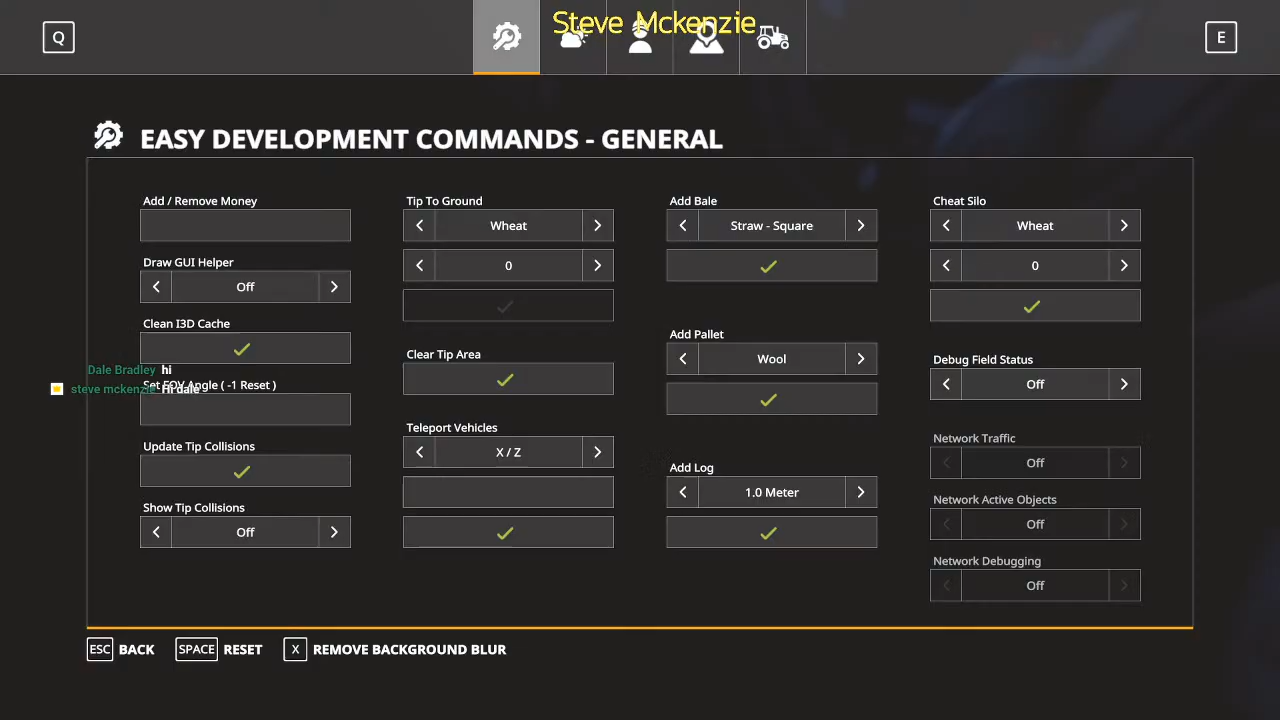 Q
Steve Mckenzie
E
EASY DEVELOPMENT COMMANDS - GENERAL
Add / Remove Money
Draw GUI Helper
Off
Clean I3D Cache
Dale Bradley hi
Set FOV Angle ( -1 Reset )
steve mckenzie Hi dale
Update Tip Collisions
Show Tip Collisions
Off
Tip To Ground
Wheat
0
Clear Tip Area
Teleport Vehicles
X / Z
Add Bale
Straw - Square
Add Pallet
Wool
Add Log
1.0 Meter
Cheat Silo
Wheat
0
Debug Field Status
Off
Network Traffic
Off
Network Active Objects
Off
Network Debugging
Off
ESC BACK SPACE RESET X REMOVE BACKGROUND BLUR